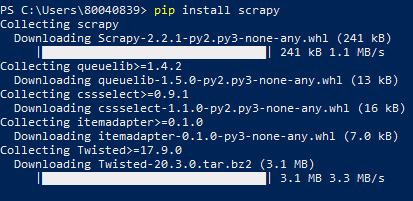 PS C:\Users\80040839> pip install scrapy
Collecting scrapy
Downloading Scrapy-2.2.1-py2.py3-none-any.whl (241 kB)
|████████████████████████████████| 241 kB 1.1 MB/s
Collecting queuelib>=1.4.2
Downloading queuelib-1.5.0-py2.py3-none-any.whl (13 kB)
Collecting cssselect>=0.9.1
Downloading cssselect-1.1.0-py2.py3-none-any.whl (16 kB)
Collecting itemadapter>=0.1.0
Downloading itemadapter-0.1.0-py3-none-any.whl (7.0 kB)
Collecting Twisted>=17.9.0
Downloading Twisted-20.3.0.tar.bz2 (3.1 MB)
|████████████████████████████████| 3.1 MB 3.3 MB/s